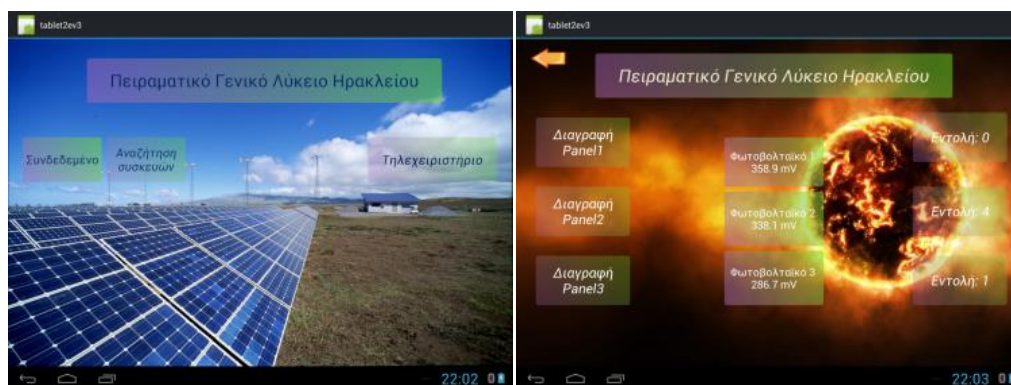 tablet2ev3
Πειραματικό Γενικό Λύκειο Ηρακλείου
Συνδεδεμένο
Αναζήτηση
συσκευών
Τηλεχειριστήριο
22:02
tablet2ev3
Πειραματικό Γενικό Λύκειο Ηρακλείου
Διαγραφή
Panel1
Φωτοβολταϊκό 1
358.9 mV
Εντολή: 0
Διαγραφή
Panel2
Φωτοβολταϊκό 2
338.1 mV
Εντολή: 4
Διαγραφή
Panel3
Φωτοβολταϊκό 3
286.7 mV
Εντολή: 1
22:03